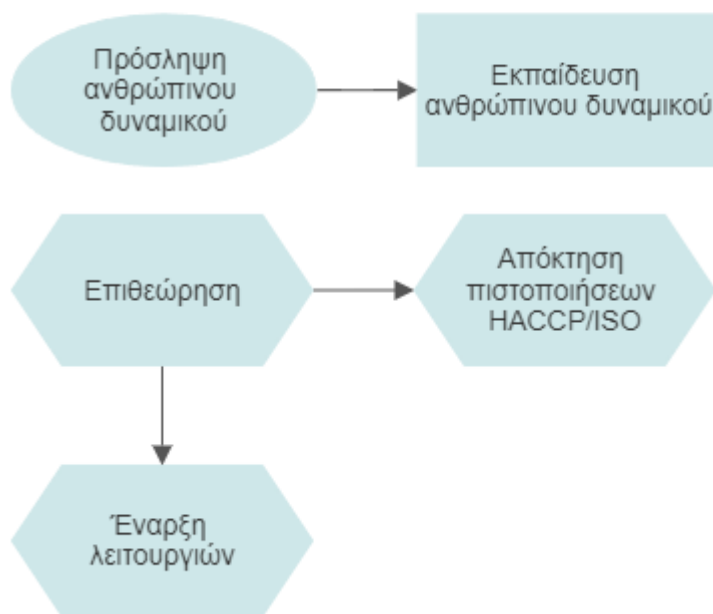 Πρόσληψη
ανθρώπινου
δυναμικού
Εκπαίδευση
ανθρώπινου δυναμικού
Επιθεώρηση
Απόκτηση
πιστοποιήσεων
HACCP/ISO
Έναρξη
λειτουργιών